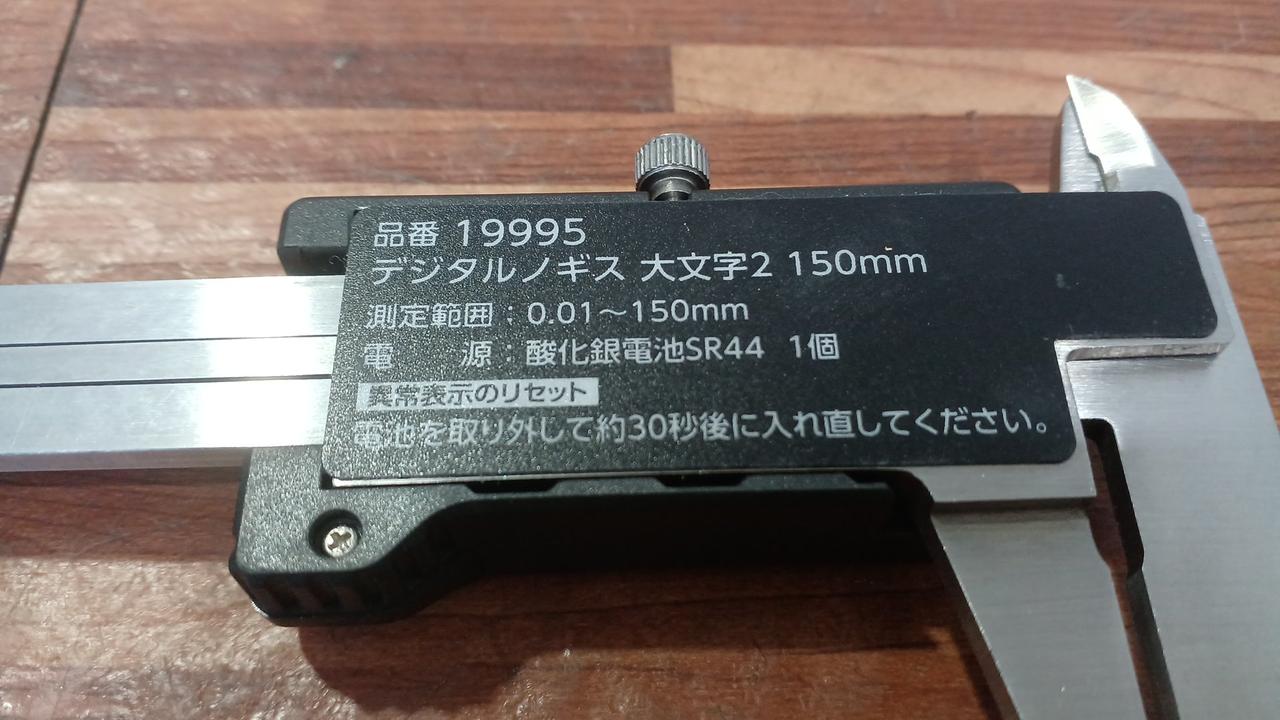 品番 19995
デジタルノギス 大文字2 150mm
測定範囲：0.01～150mm
電　　源：酸化銀電池SR44 1個
異常表示のリセット
電池を取り外して約30秒後に入れ直してください。